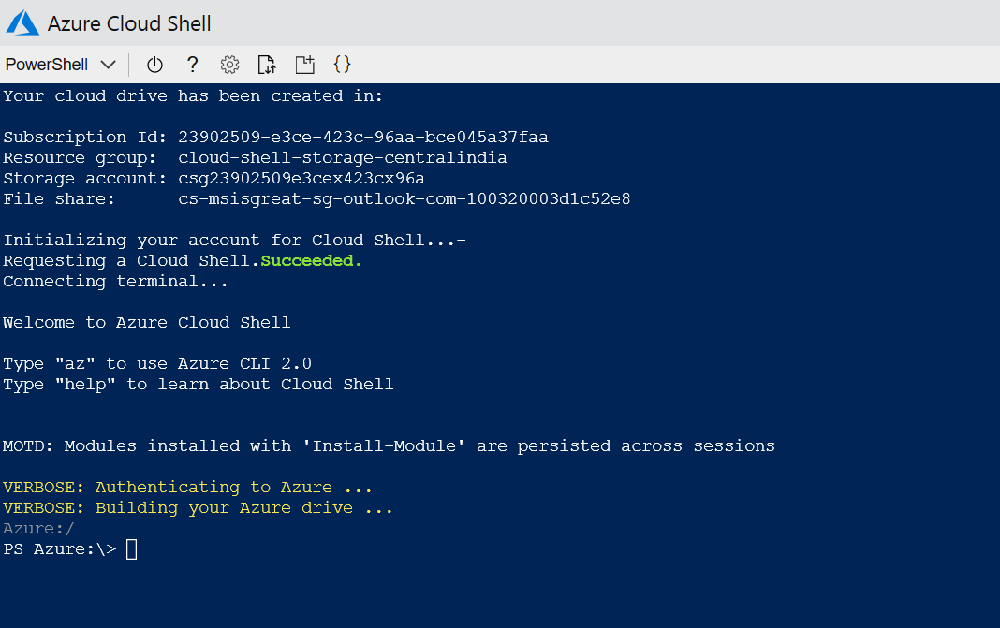 Azure Cloud Shell
PowerShell ? { }
Your cloud drive has been created in:
Subscription Id: 23902509-e3ce-423c-96aa-bce045a37faa
Resource group:  cloud-shell-storage-centralindia
Storage account: csg23902509e3cex423cx96a
File share:      cs-msisgreat-sg-outlook-com-100320003d1c52e8
Initializing your account for Cloud Shell...-
Requesting a Cloud Shell.Succeeded.
Connecting terminal...
Welcome to Azure Cloud Shell
Type "az" to use Azure CLI 2.0
Type "help" to learn about Cloud Shell
MOTD: Modules installed with 'Install-Module' are persisted across sessions
VERBOSE: Authenticating to Azure ...
VERBOSE: Building your Azure drive ...
Azure:/
PS Azure:\>